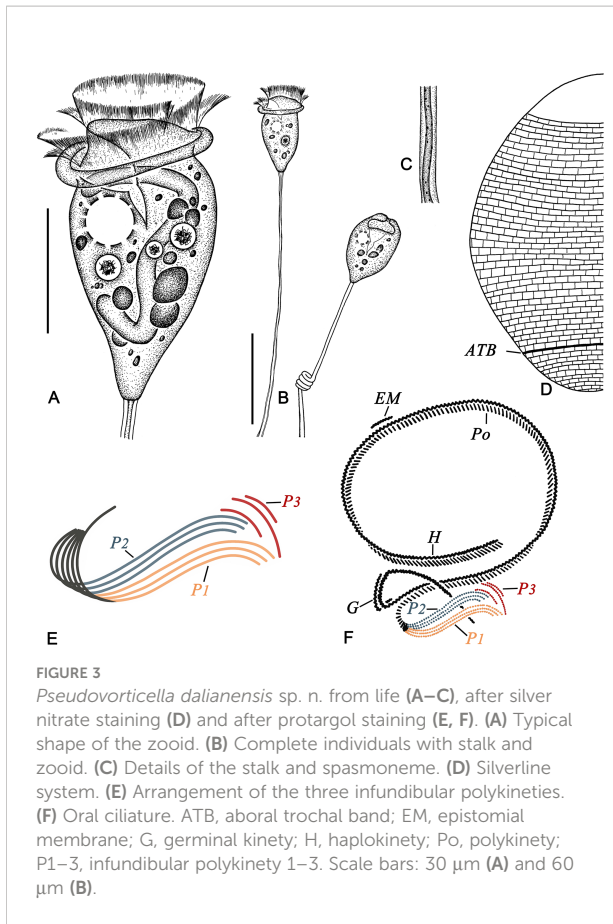 A
B
C
ATB
D
EM
Po
H
G
P2
P1
P3
F
P3
P2
P1
E
FIGURE 3
Pseudovorticella dalianensis sp. n. from life (A–C), after silver
nitrate staining (D) and after protargol staining (E, F). (A) Typical
shape of the zooid. (B) Complete individuals with stalk and
zooid. (C) Details of the stalk and spasmoneme. (D) Silverline
system. (E) Arrangement of the three infundibular polykineties.
(F) Oral ciliature. ATB, aboral trochal band; EM, epistomial
membrane; G, germinal kinety; H, haplokinety; Po, polykinety;
P1–3, infundibular polykinety 1–3. Scale bars: 30 μm (A) and 60
μm (B).